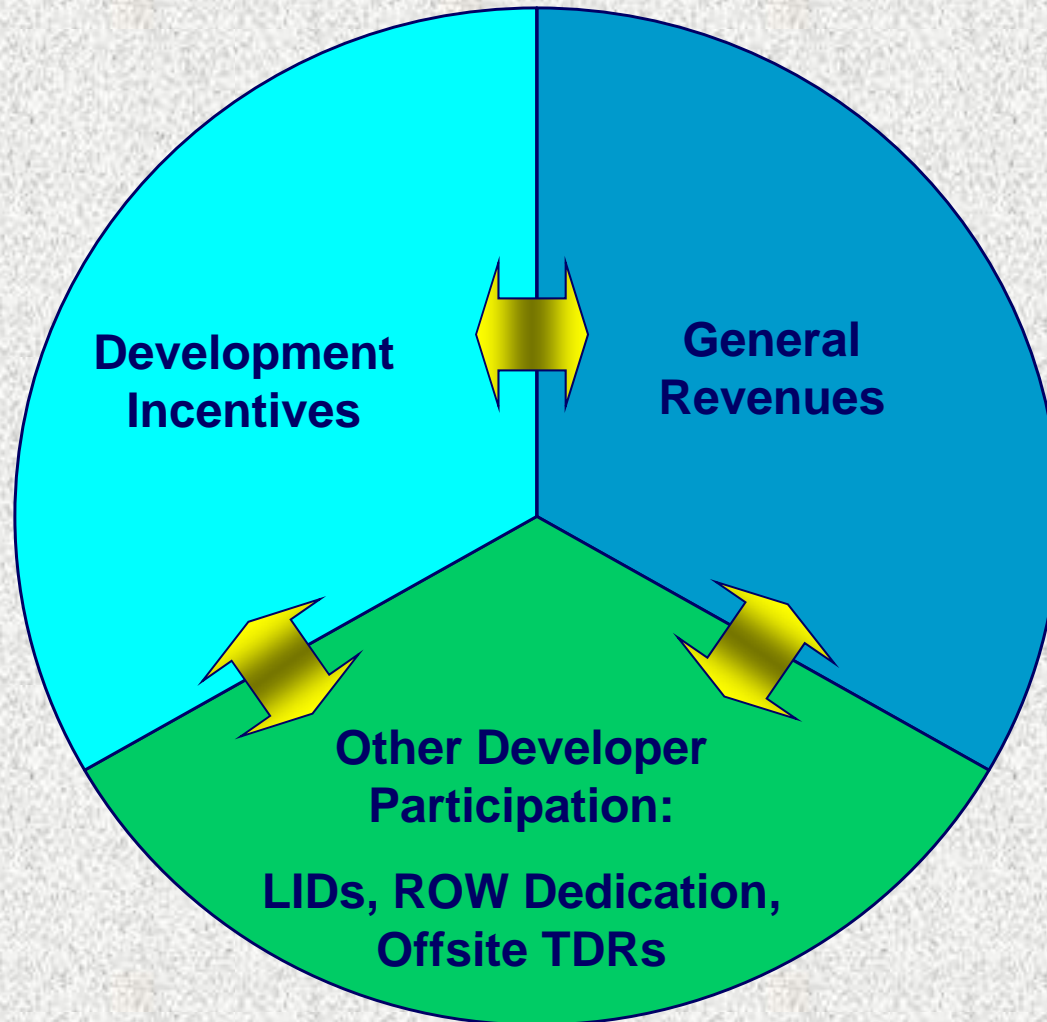 Development
Incentives
General
Revenues
Other Developer
Participation:
LIDs, ROW Dedication,
Offsite TDRs